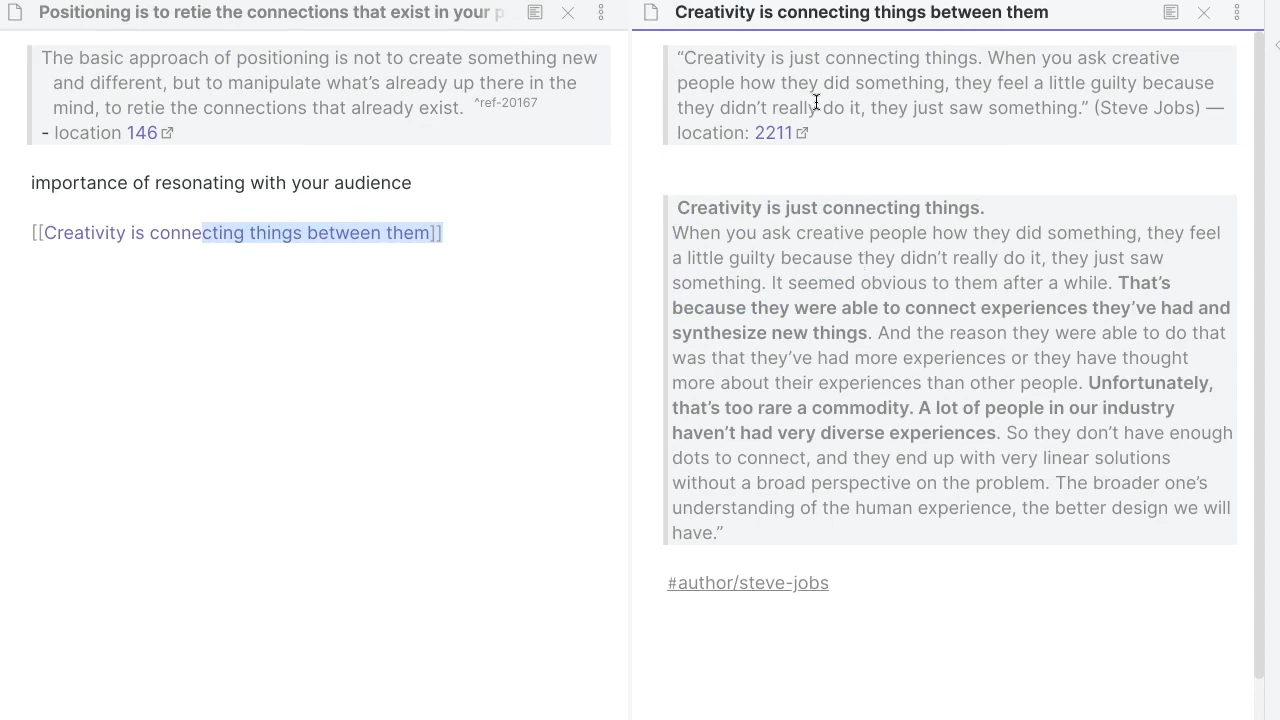 Positioning is to retie the connections that exist in your p
The basic approach of positioning is not to create something new
and different, but to manipulate what's already up there in the
mind, to retie the connections that already exist. ^ref-20167
- location 146
importance of resonating with your audience
[[Creativity is connecting things between them]]
Creativity is connecting things between them
“Creativity is just connecting things. When you ask creative
people how they did something, they feel a little guilty because
they didn’t really do it, they just saw something.” (Steve Jobs) —
location: 2211
Creativity is just connecting things.
When you ask creative people how they did something, they feel
a little guilty because they didn’t really do it, they just saw
something. It seemed obvious to them after a while. That’s
because they were able to connect experiences they’ve had and
synthesize new things. And the reason they were able to do that
was that they’ve had more experiences or they have thought
more about their experiences than other people. Unfortunately,
that’s too rare a commodity. A lot of people in our industry
haven’t had very diverse experiences. So they don’t have enough
dots to connect, and they end up with very linear solutions
without a broad perspective on the problem. The broader one’s
understanding of the human experience, the better design we will
have.”
#author/steve-jobs